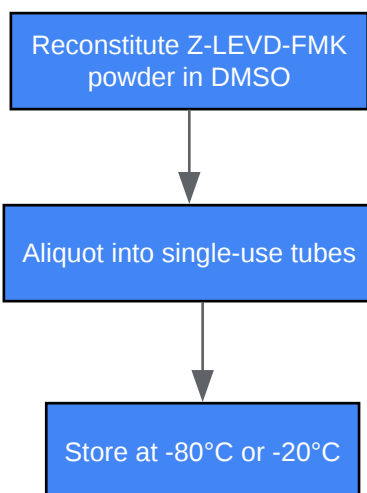 Reconstitute Z-LEVD-FMK
powder in DMSO
Aliquot into single-use tubes
Store at -80°C or -20°C